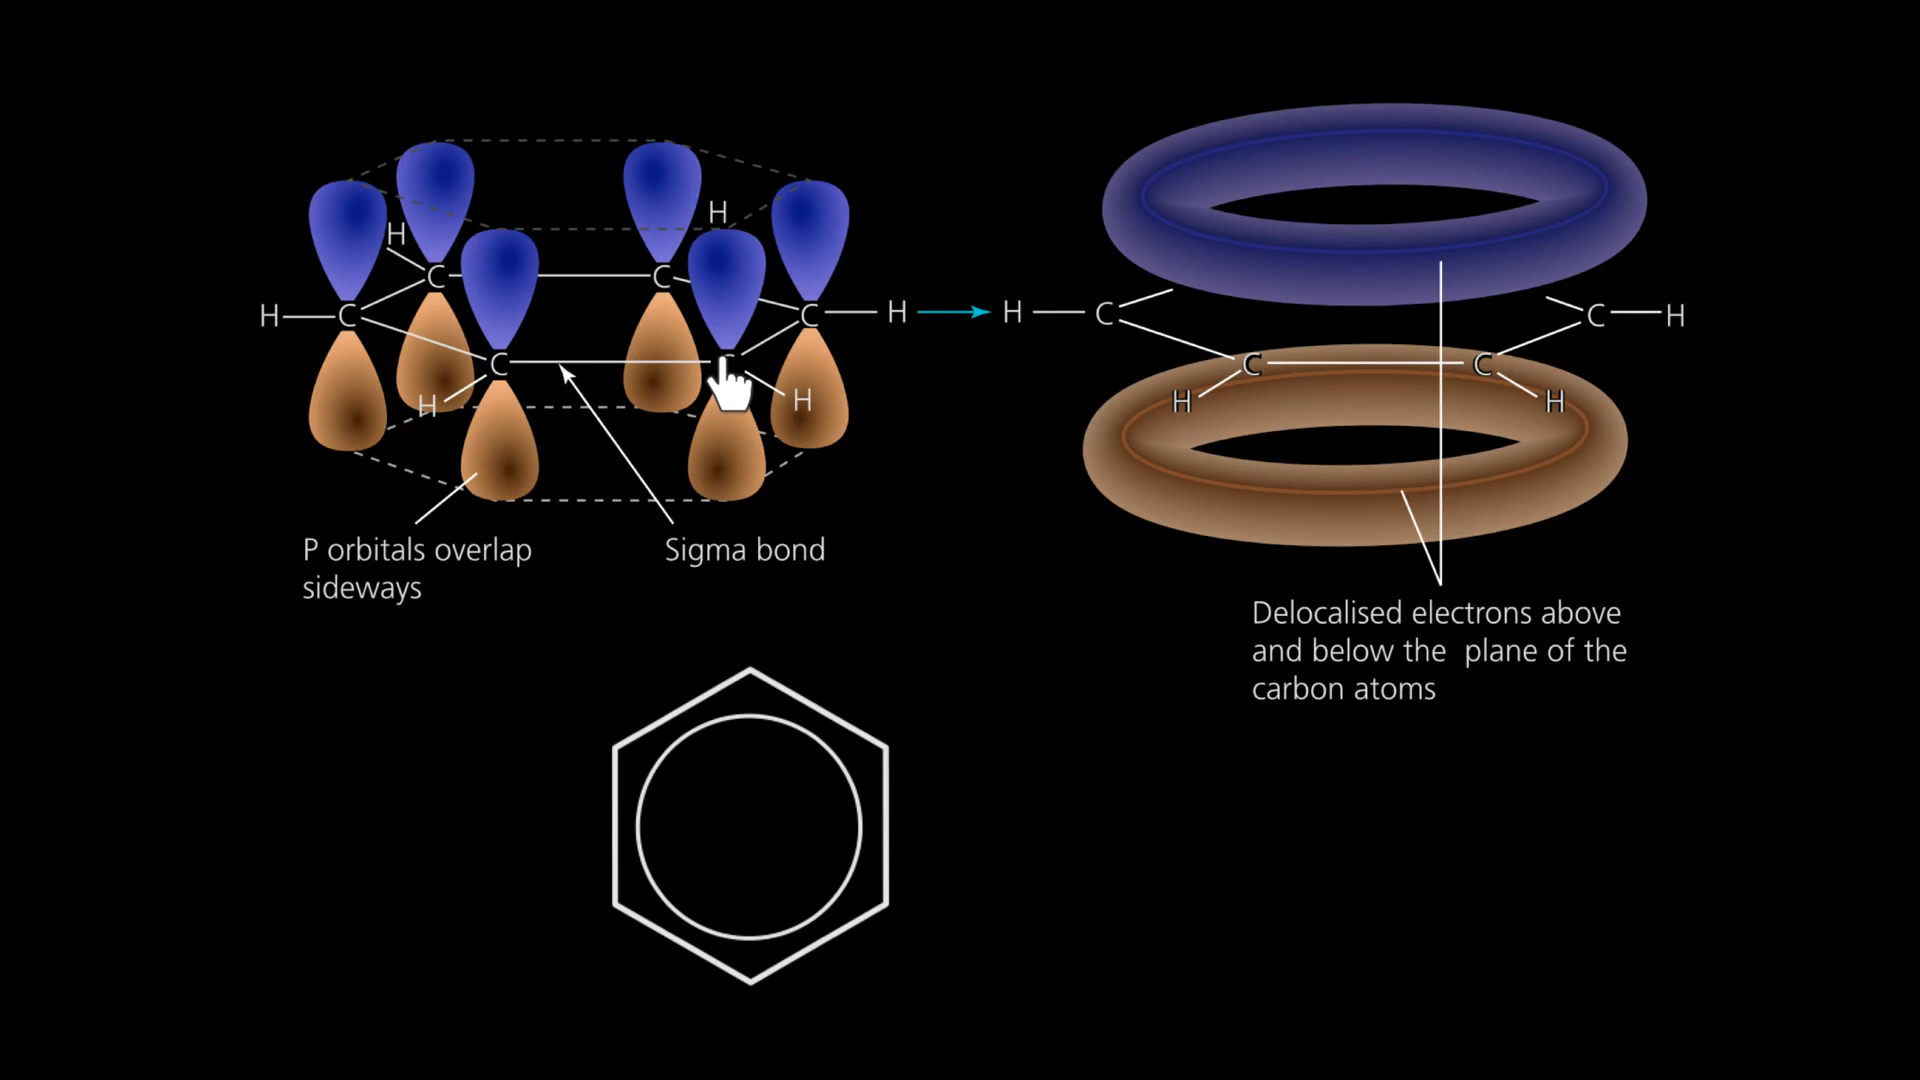 H
H
C
C
H
C
C
H
H
C
C
H
C
C
H
C
H
H
H
H
P orbitals overlap
sideways
Sigma bond
Delocalised electrons above
and below the  plane of the
carbon atoms